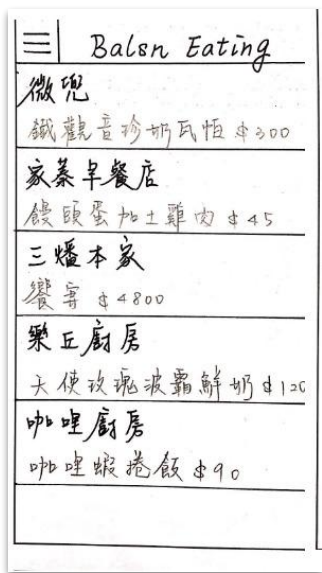 Balsn Eating
微兜
鐵觀音珍奶瓦恒 $300
家蓁早餐店
饅頭蛋加土雞肉 $45
三燔本家
饗宴 $4800
樂丘廚房
天使玫瑰波霸鮮奶 $120
咖哩廚房
咖哩蝦捲飯 $90